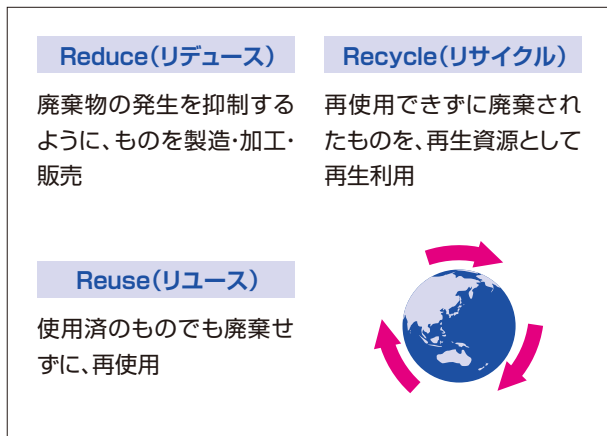 Reduce（リデュース）
廃棄物の発生を抑制する
ように、ものを製造・加工・
販売
Recycle（リサイクル）
再使用できずに廃棄され
たものを、再生資源として
再生利用
Reuse（リユース）
使用済のものでも廃棄せ
ずに、再使用